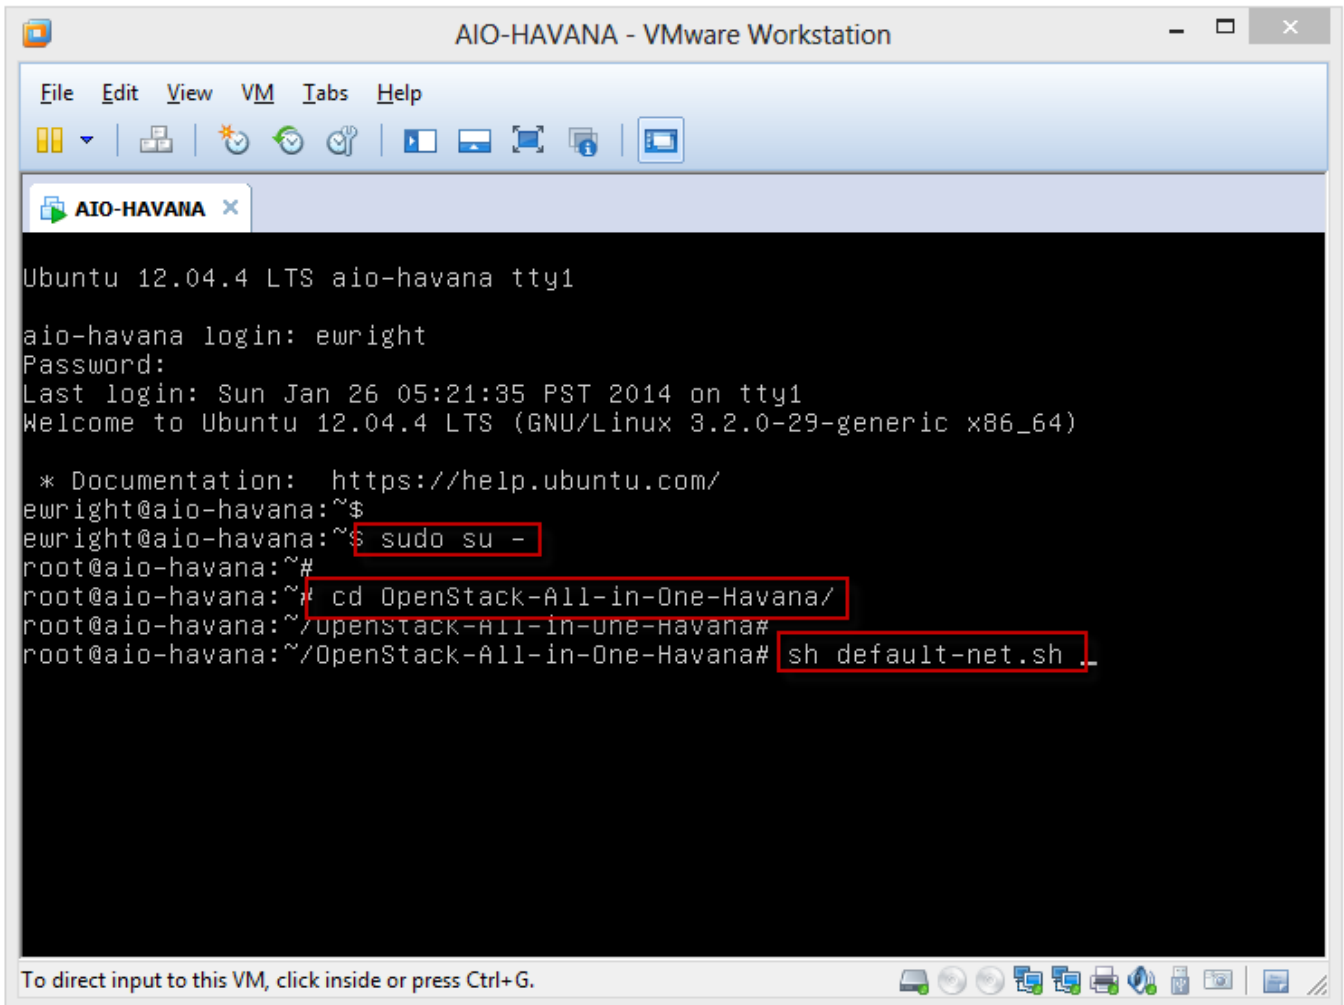 AIO-HAVANA - VMware Workstation
File Edit View VM Tabs Help
AIO-HAVANA
Ubuntu 12.04.4 LTS aio-havana tty1
aio-havana login: ewright
Password:
Last login: Sun Jan 26 05:21:35 PST 2014 on tty1
Welcome to Ubuntu 12.04.4 LTS (GNU/Linux 3.2.0-29-generic x86_64)
* Documentation: https://help.ubuntu.com/
ewright@aio-havana:~$
ewright@aio-havana:~$ sudo su -
root@aio-havana:~#
root@aio-havana:~# cd OpenStack-All-in-One-Havana/
root@aio-havana:~/OpenStack-All-in-One-Havana#
root@aio-havana:~/OpenStack-All-in-One-Havana# sh default-net.sh _
To direct input to this VM, click inside or press Ctrl+G.